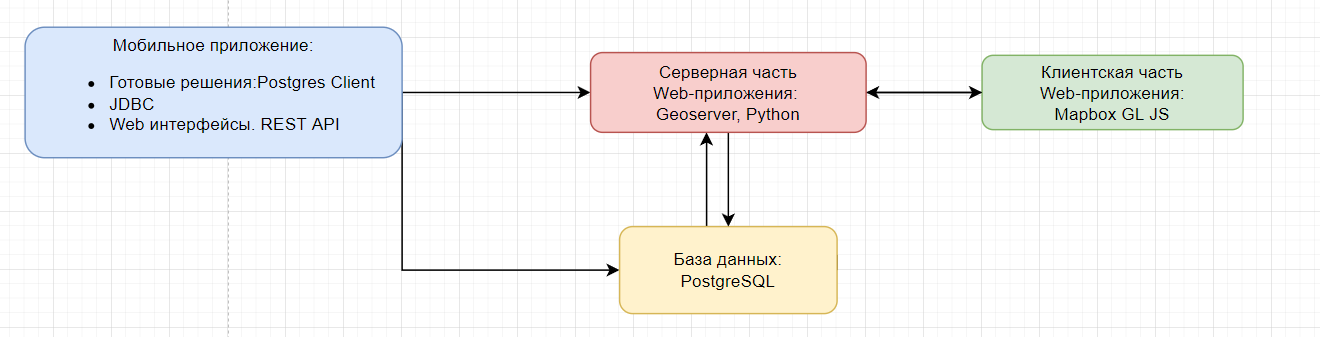 Мобильное приложение:
Готовые решения:Postgres Client
JDBC
Web интерфейсы. REST API
Серверная часть
Web-приложения:
Geoserver, Python
Клиентская часть
Web-приложения:
Mapbox GL JS
База данных:
PostgreSQL